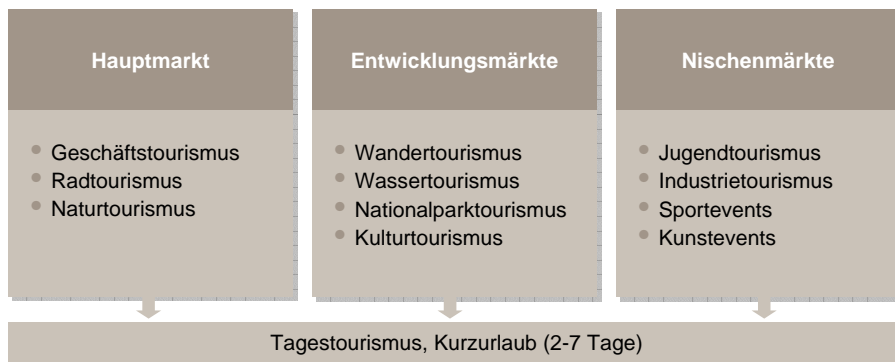 Hauptmarkt
Geschäftstourismus
Radtourismus
Naturtourismus
Entwicklungsmärkte
Wandertourismus
Wassertourismus
Nationalparktourismus
Kulturtourismus
Nischenmärkte
Jugendtourismus
Industrietourismus
Sportevents
Kunstevents
Tagestourismus, Kurzurlaub (2-7 Tage)